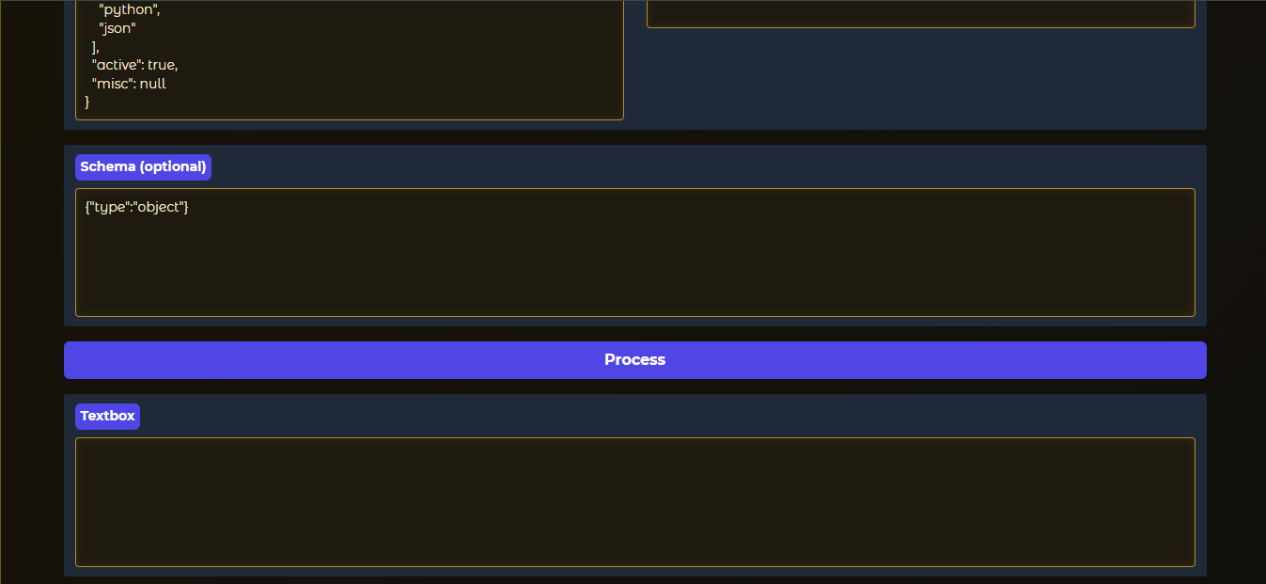 "python",
"json"
],
"active": true,
"misc": null
}
Schema (optional)
{"type":"object"}
Process
Textbox